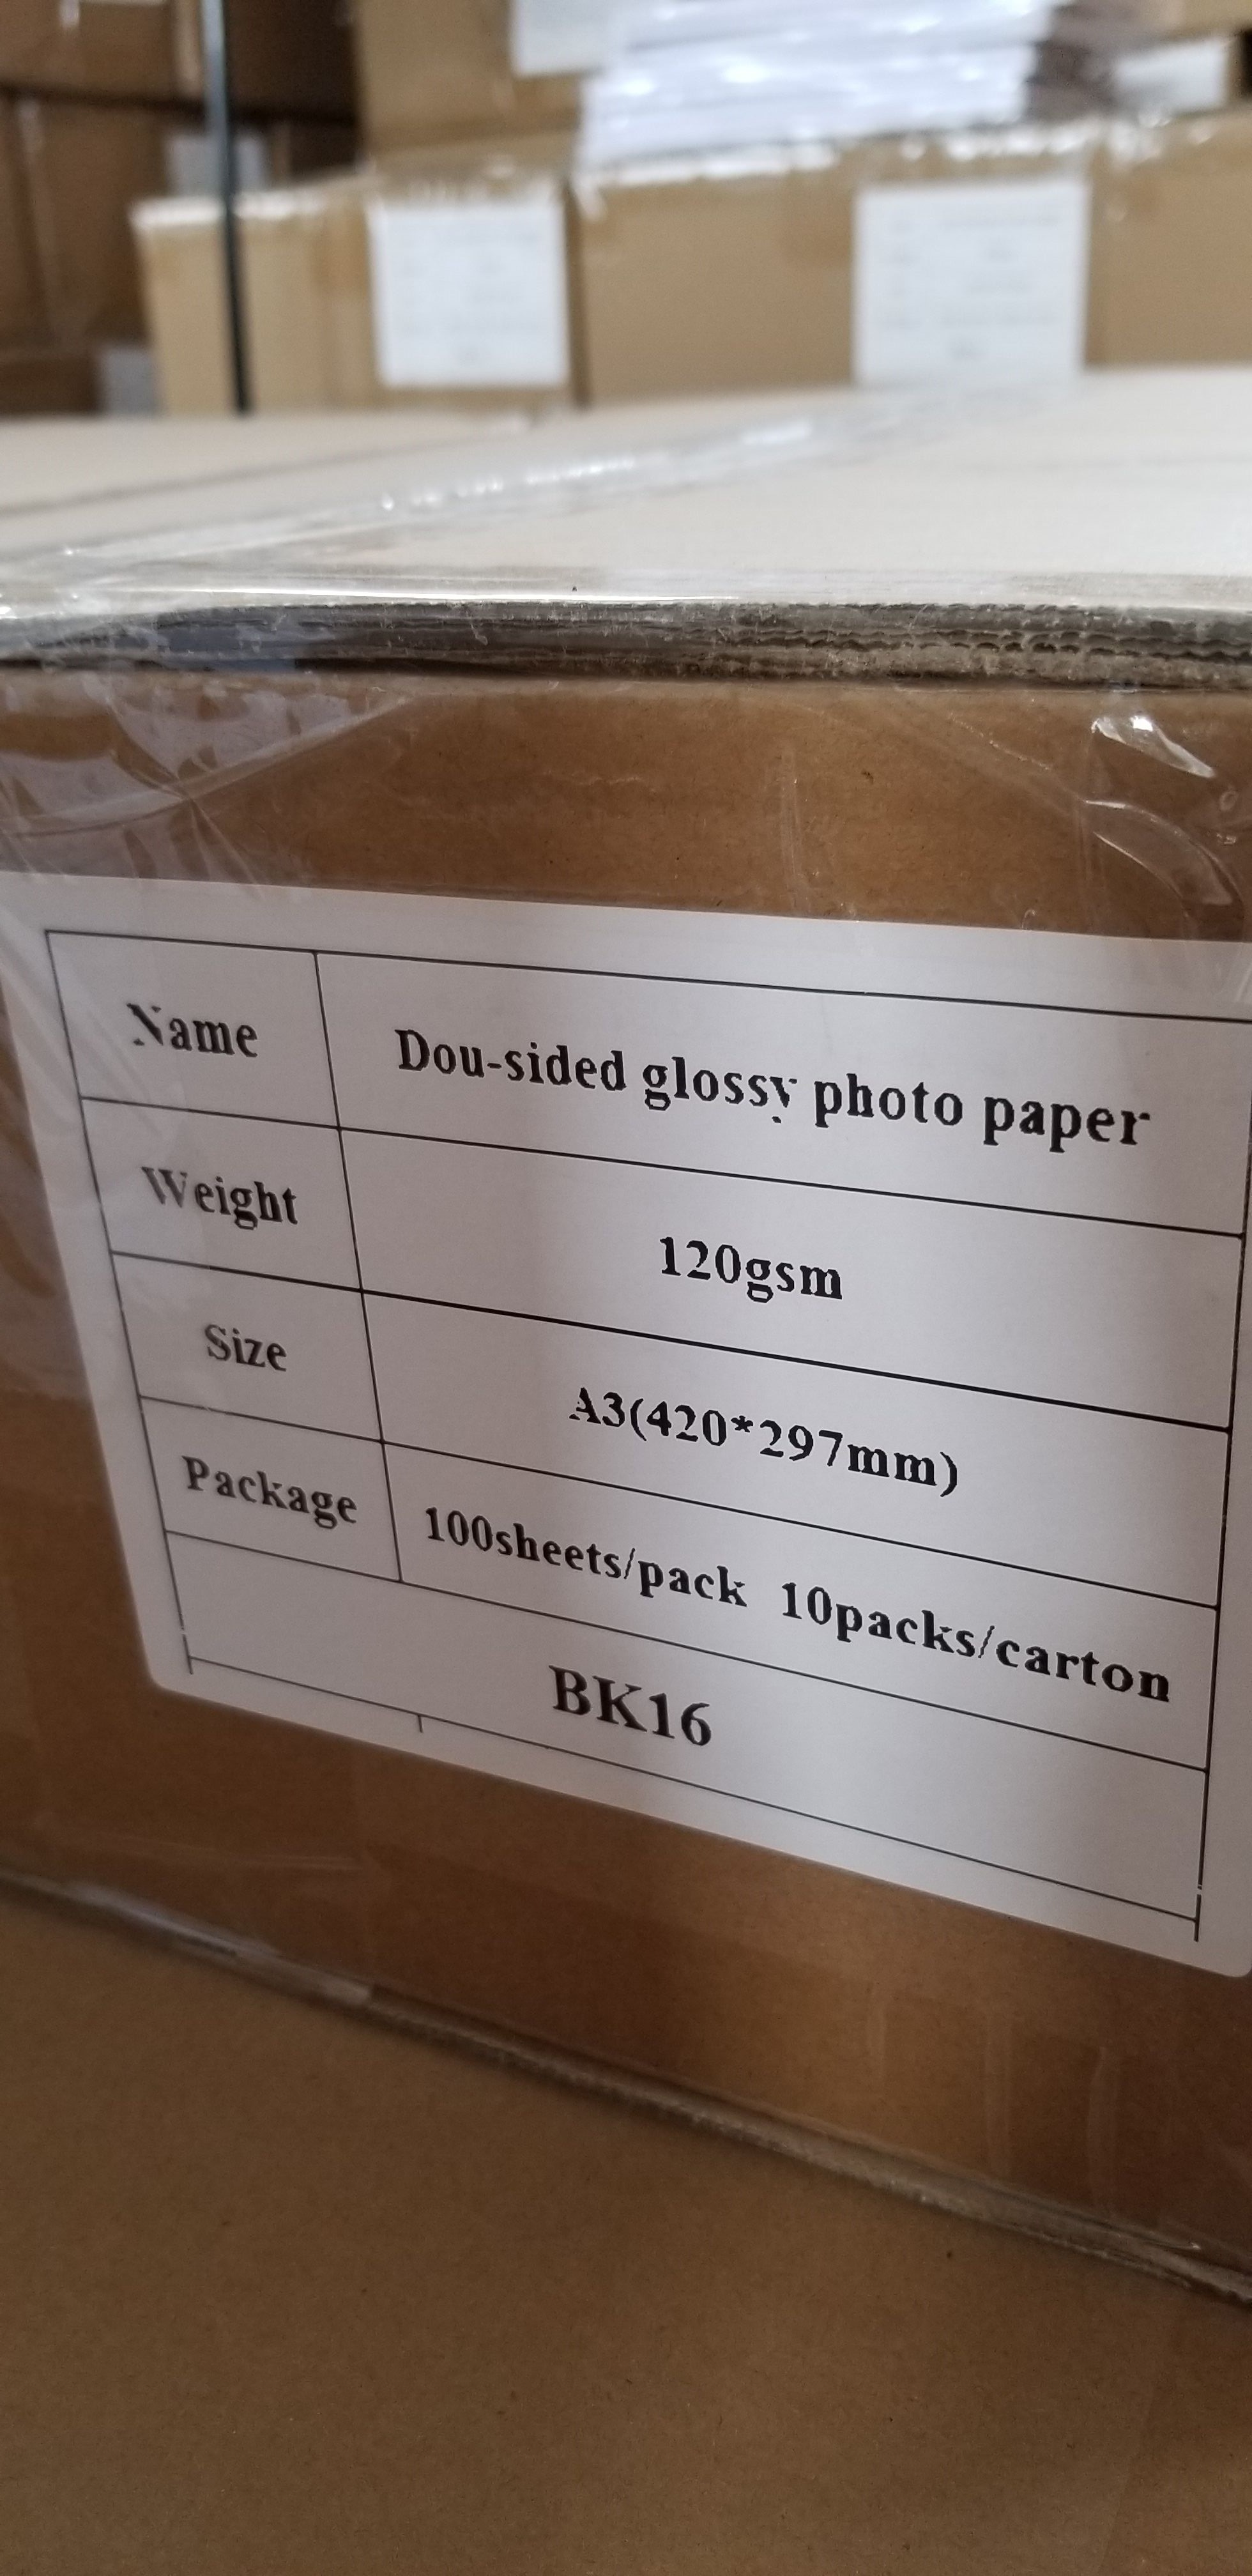 Name Dou-sided glossy photo paper
Weight 120gsm
Size A3(420*297mm)
Package 100sheets/pack 10packs/carton
BK16